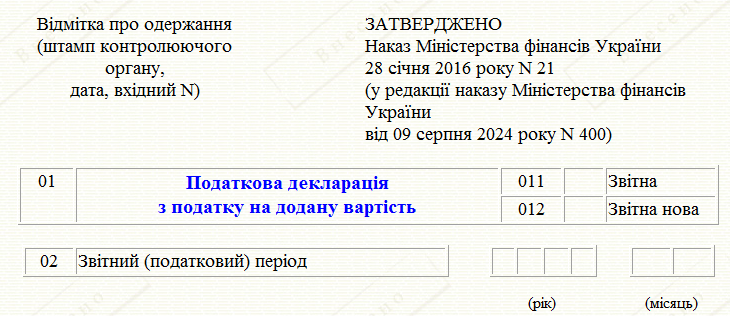 Відмітка про одержання
(штамп контролюючого
органу,
дата, вхідний N)
ЗАТВЕРДЖЕНО
Наказ Міністерства фінансів України
28 січня 2016 року N 21
(у редакції наказу Міністерства фінансів
України
від 09 серпня 2024 року N 400)
01 Податкова декларація
з податку на додану вартість
011 Звітна
012 Звітна нова
02 Звітний (податковий) період
(рік) (місяць)